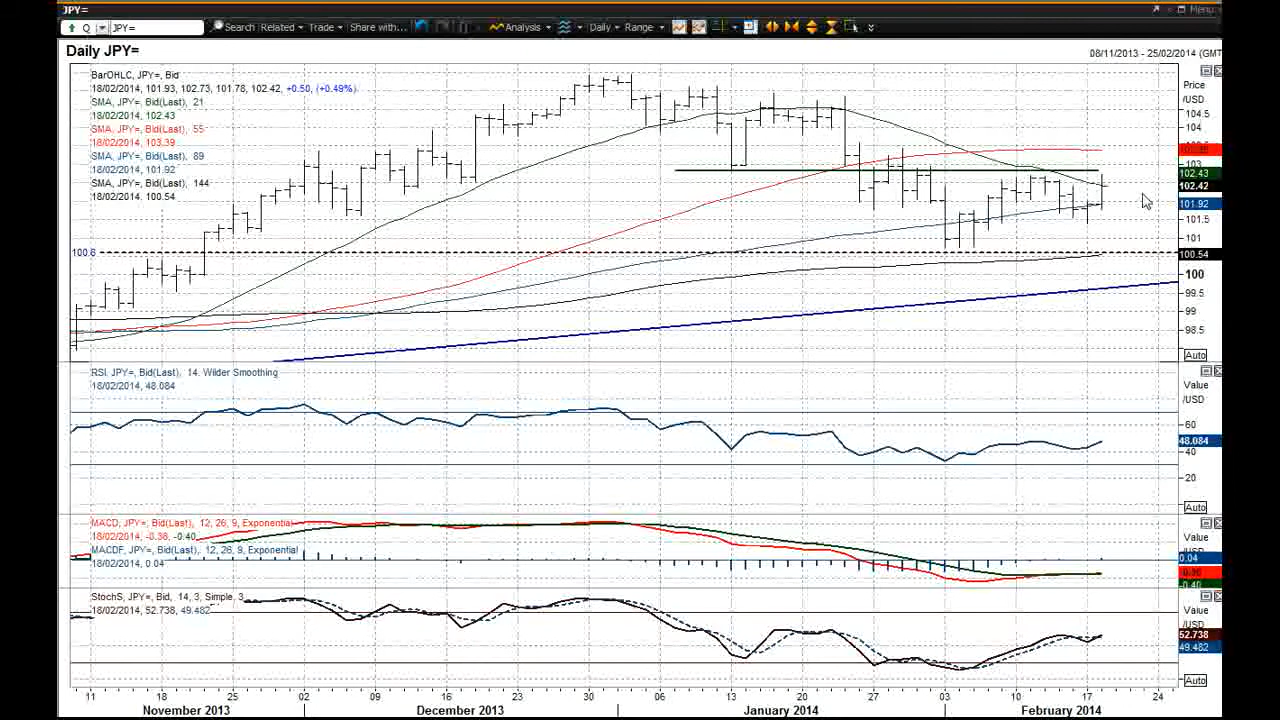 JPY=
Menu
Q JPY= Search Related Trade Share with... Analysis Daily Range
Daily JPY=
08/11/2013 - 25/02/2014 (GMT
BarOHLC, JPY=, Bid
18/02/2014, 101.93, 102.73, 101.78, 102.42, +0.50, (+0.49%)
SMA, JPY=, Bid(Last), 21
18/02/2014, 102.43
SMA, JPY=, Bid(Last), 55
18/02/2014, 103.39
SMA, JPY=, Bid(Last), 89
18/02/2014, 101.92
SMA, JPY=, Bid(Last), 144
18/02/2014, 100.54
100.6
Price
/USD
104.5
104
103
102.43
102.42
101.92
101.5
101
100.54
100
99.5
99
98.5
Auto
RSI, JPY=, Bid(Last), 14, Wilder Smoothing
18/02/2014, 48.084
Value
/USD
60
48.084
40
20
Auto
MACD, JPY=, Bid(Last), 12, 26, 9, Exponential
18/02/2014, -0.38, -0.40
MACDF, JPY=, Bid(Last), 12, 26, 9, Exponential
18/02/2014, 0.04
Value
0.04
-0.40
StochS, JPY=, Bid, 14, 3, Simple, 3
18/02/2014, 52.738, 49.482
Value
/USD
52.738
49.482
Auto
11 18 25 02 09 16 23 30 06 13 20 27 03 10 17 24
November 2013 December 2013 January 2014 February 2014